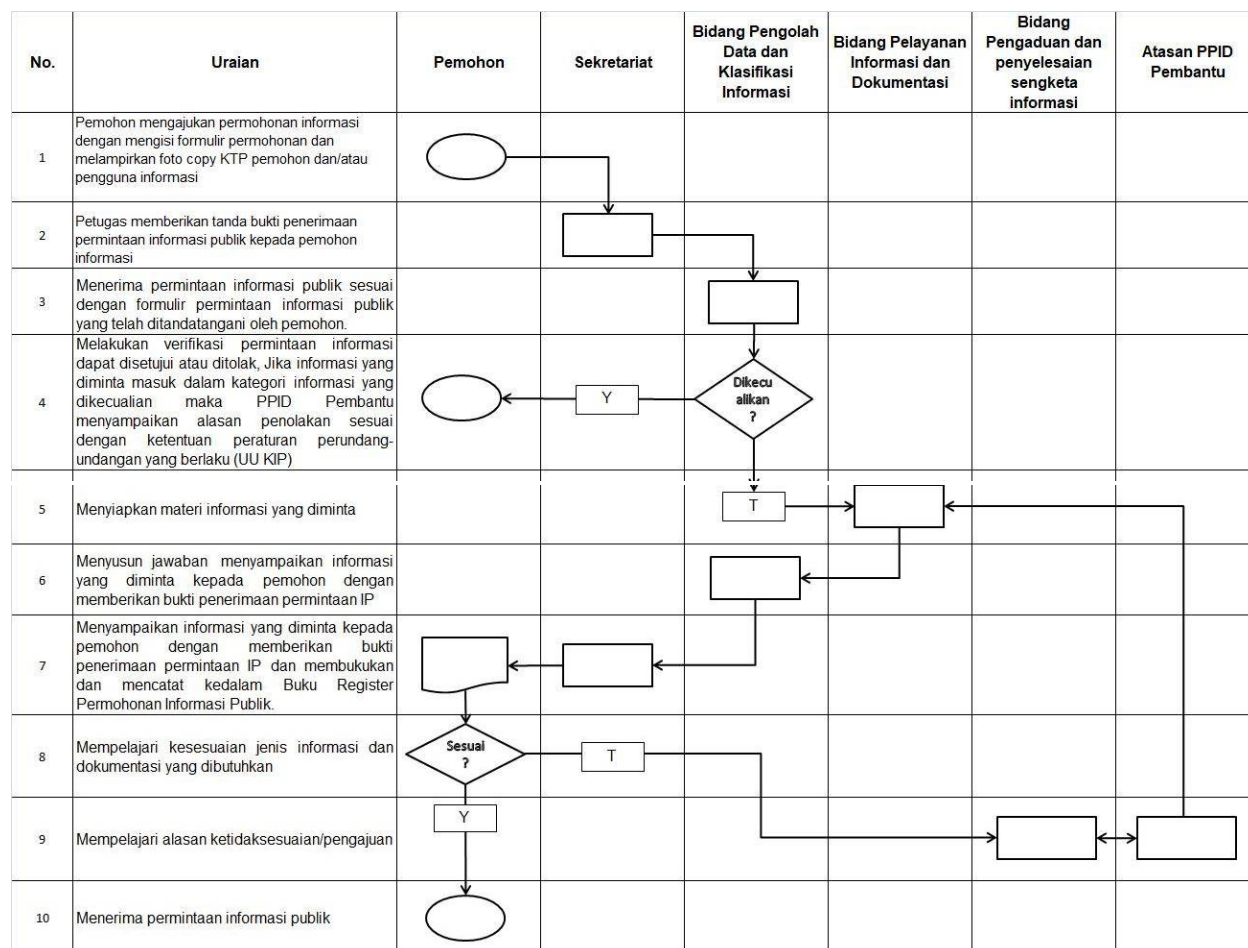 No.
Uraian
Pemohon
Sekretariat
Bidang Pengolah
Data dan
Klasifikasi
Informasi
Bidang Pelayanan
Informasi dan
Dokumentasi
Bidang
Pengaduan dan
penyelesaian
sengketa
informasi
Atasan PPID
Pembantu
1
Pemohon mengajukan permohonan informasi
dengan mengisi formulir permohonan dan
melampirkan foto copy KTP pemohon dan/atau
pengguna informasi
2
Petugas memberikan tanda bukti penerimaan
permintaan informasi publik kepada pemohon
informasi
3
Menerima permintaan informasi publik sesuai
dengan formulir permintaan informasi publik
yang telah ditandatangani oleh pemohon.
4
Melakukan verifikasi permintaan informasi
dapat disetujui atau ditolak, Jika informasi yang
diminta masuk dalam kategori informasi yang
dikecualian maka PPID Pembantu
menyampaikan alasan penolakan sesuai
dengan ketentuan peraturan perundang-
undangan yang berlaku (UU KIP)
Y
Dikecu
alikan
?
5
Menyiapkan materi informasi yang diminta
T
6
Menyusun jawaban menyampaikan informasi
yang diminta kepada pemohon dengan
memberikan bukti penerimaan permintaan IP
7
Menyampaikan informasi yang diminta kepada
pemohon dengan memberikan bukti
penerimaan permintaan IP dan membukukan
dan mencatat kedalam Buku Register
Permohonan Informasi Publik.
8
Mempelajari kesesuaian jenis informasi dan
dokumentasi yang dibutuhkan
Sesuai
?
T
9
Mempelajari alasan ketidaksesuaian/pengajuan
Y
10
Menerima permintaan informasi publik